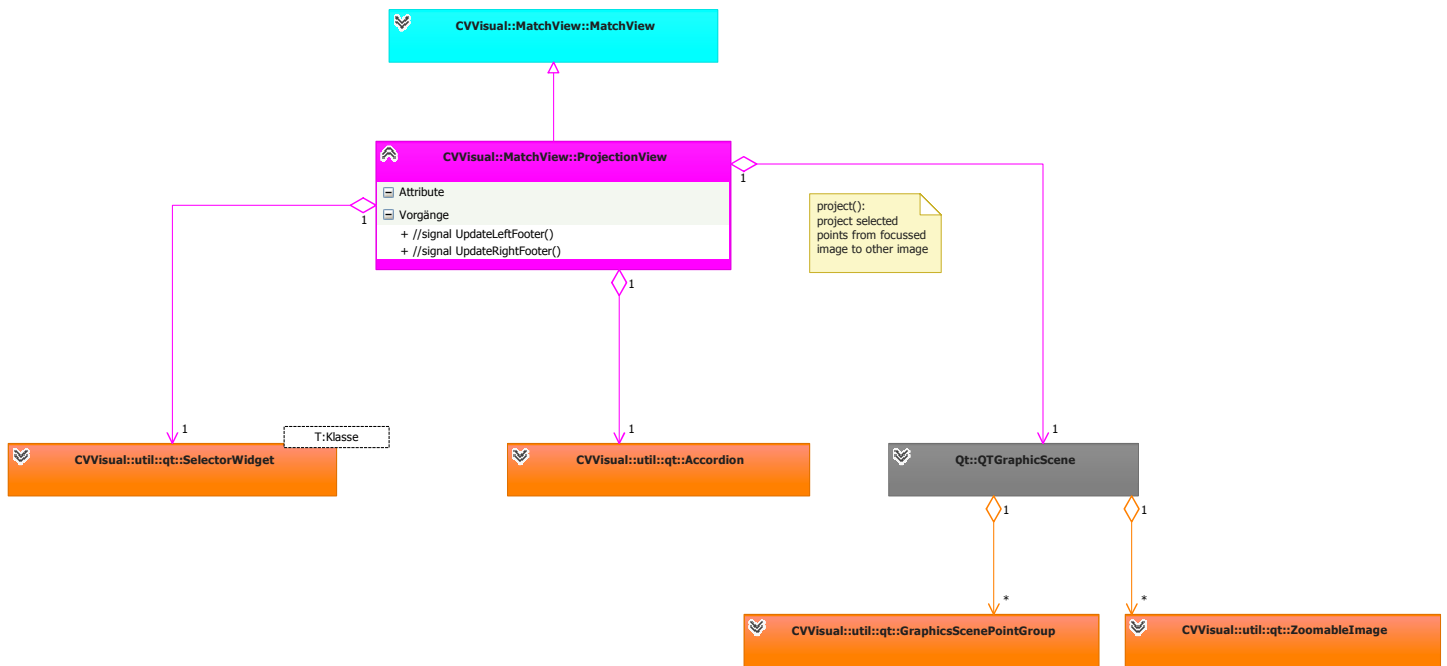 CVVisual::MatchView::MatchView
CVVisual::MatchView::ProjectionView
Attribute
Vorgänge
+ //signal UpdateLeftFooter()
+ //signal UpdateRightFooter()
1
1
1
project():
project selected
points from focussed
image to other image
1
1
1
T:Klasse
CVVisual::util::qt::SelectorWidget
CVVisual::util::qt::Accordion
Qt::QTGraphicScene
1
1
*
*
CVVisual::util::qt::GraphicsScenePointGroup
CVVisual::util::qt::ZoomableImage